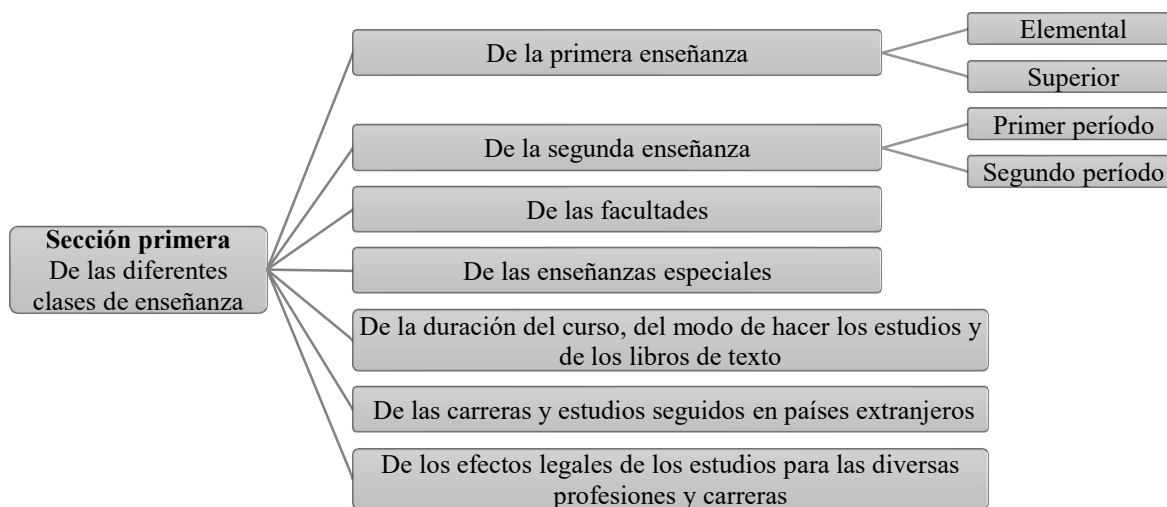 Sección primera
De las diferentes
clases de enseñanza
De la primera enseñanza
Elemental
Superior
De la segunda enseñanza
Primer período
Segundo período
De las facultades
De las enseñanzas especiales
De la duración del curso, del modo de hacer los estudios y
de los libros de texto
De las carreras y estudios seguidos en países extranjeros
De los efectos legales de los estudios para las diversas
profesiones y carreras